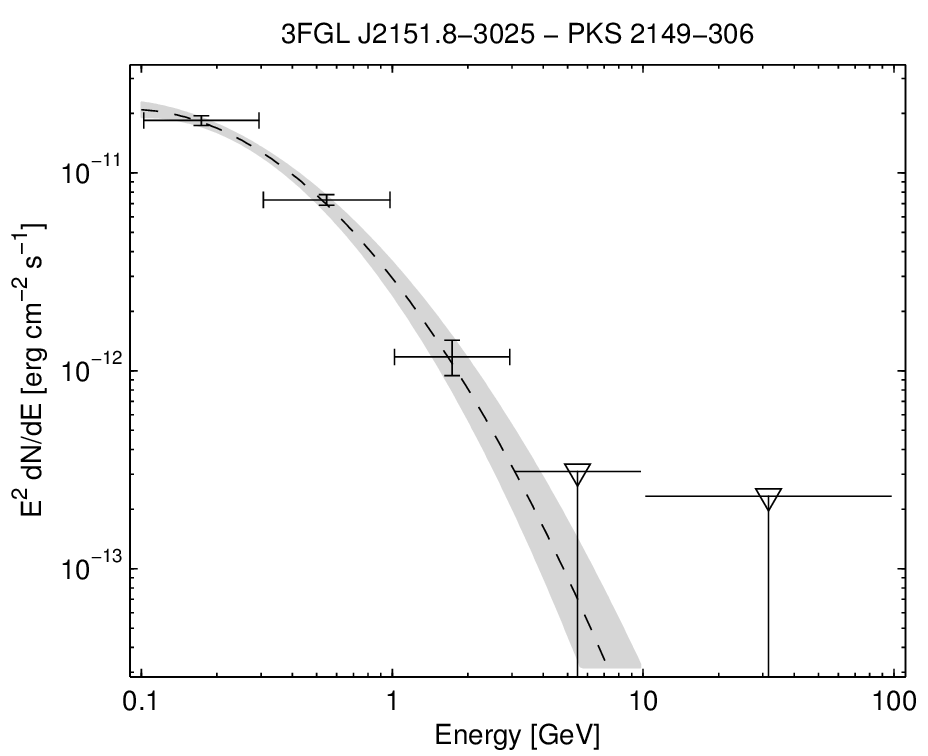 3FGL J2151.8−3025 − PKS 2149−306
E² dN/dE [erg cm⁻² s⁻¹]
10⁻¹¹
10⁻¹²
10⁻¹³
0.1 1 10 100
Energy [GeV]